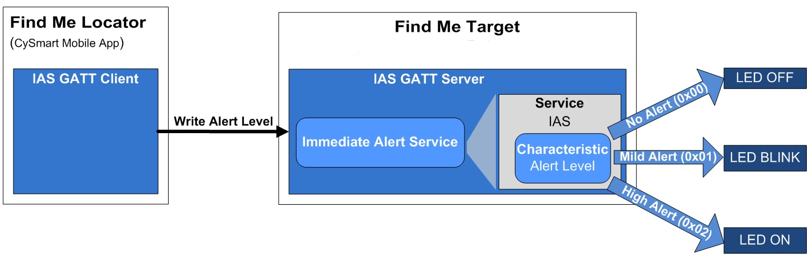 Find Me Locator
(CySmart Mobile App)
IAS GATT Client
Write Alert Level
Find Me Target
IAS GATT Server
Immediate Alert Service
Service
IAS
Characteristic
Alert Level
No Alert (0x00)
LED OFF
Mild Alert (0x01)
LED BLINK
High Alert (0x02)
LED ON